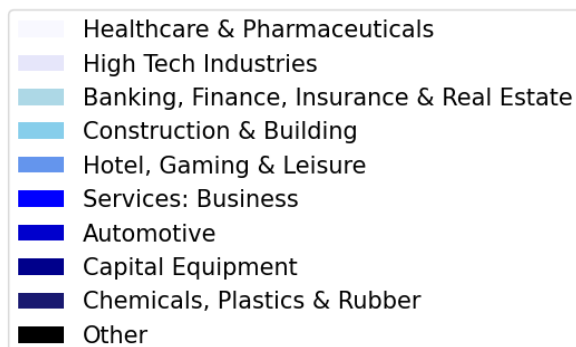 Healthcare & Pharmaceuticals
High Tech Industries
Banking, Finance, Insurance & Real Estate
Construction & Building
Hotel, Gaming & Leisure
Services: Business
Automotive
Capital Equipment
Chemicals, Plastics & Rubber
Other